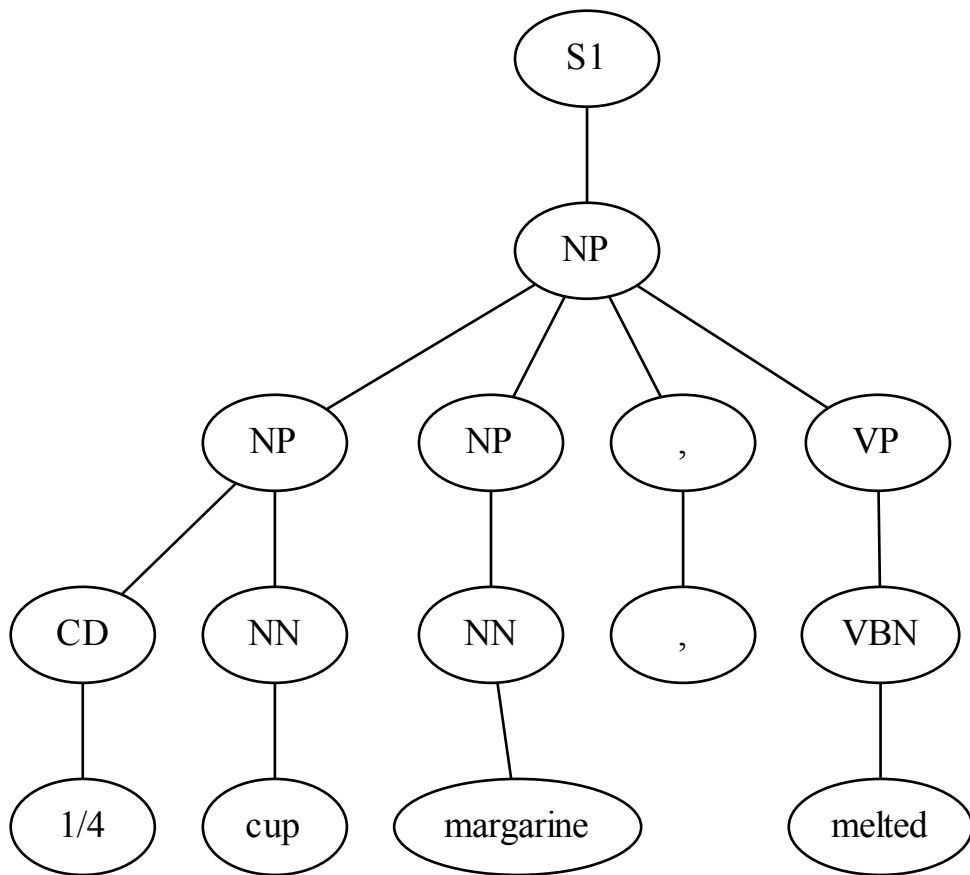 S1
NP
NP NP , VP
CD NN NN , VBN
1/4 cup margarine melted